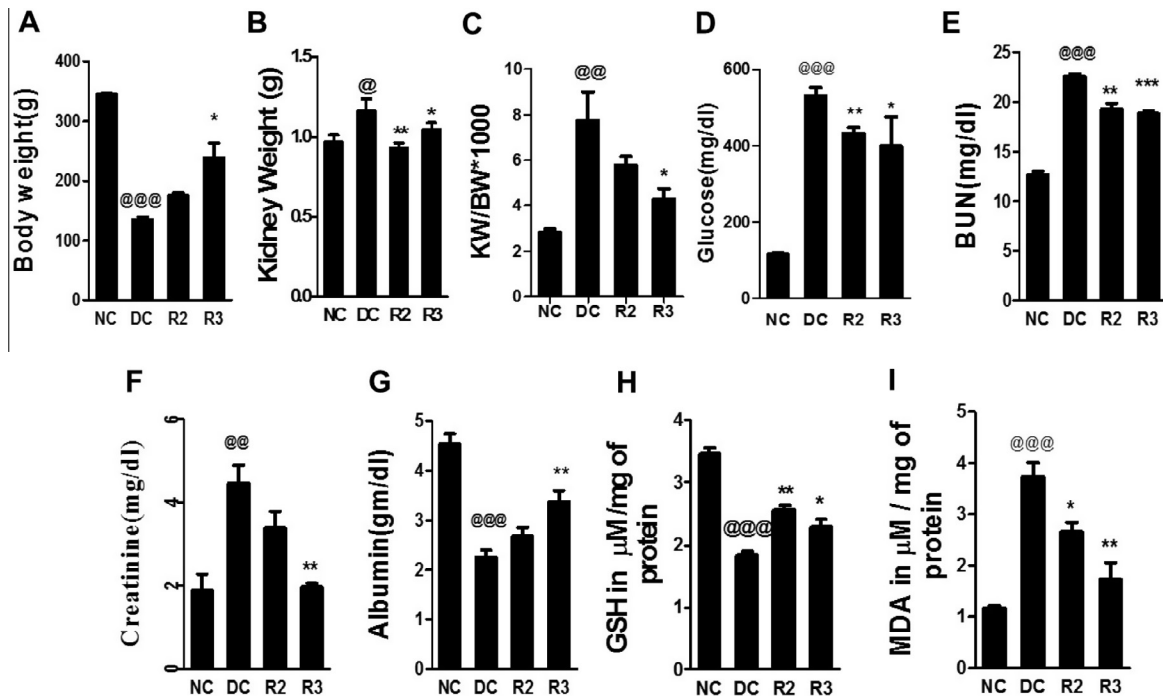 A
Body weight(g)
400
300
200
100
0
@@@
*
NC DC R2 R3
B
Kidney Weight (g)
1.5
1.0
0.5
0.0
@
**
*
NC DC R2 R3
C
KW/BW*1000
10
8
6
4
2
0
@@
*
NC DC R2 R3
D
Glucose(mg/dl)
600
400
200
0
@@@
**
*
NC DC R2 R3
E
BUN(mg/dl)
25
20
15
10
5
0
@@@
**
***
NC DC R2 R3
F
Creatinine(mg/dl)
6
4
2
0
@@
**
NC DC R2 R3
G
Albumin(gm/dl)
5
4
3
2
1
0
@@@
**
NC DC R2 R3
H
GSH in μM/mg of
protein
4
3
2
1
0
@@@
**
*
NC DC R2 R3
I
MDA in μM / mg of
protein
5
4
3
2
1
0
@@@
*
**
NC DC R2 R3